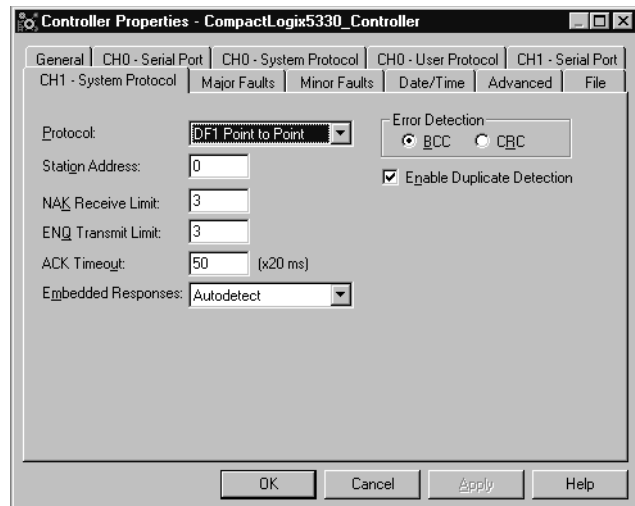 Controller Properties - CompactLogix5330_Controller
General CH0 - Serial Port CH0 - System Protocol CH0 - User Protocol CH1 - Serial Port
CH1 - System Protocol Major Faults Minor Faults Date/Time Advanced File
Protocol: DF1 Point to Point
Station Address: 0
NAK Receive Limit: 3
ENQ Transmit Limit: 3
ACK Timeout: 50 (x20 ms)
Embedded Responses: Autodetect
Error Detection
BCC CRC
Enable Duplicate Detection
OK Cancel Apply Help